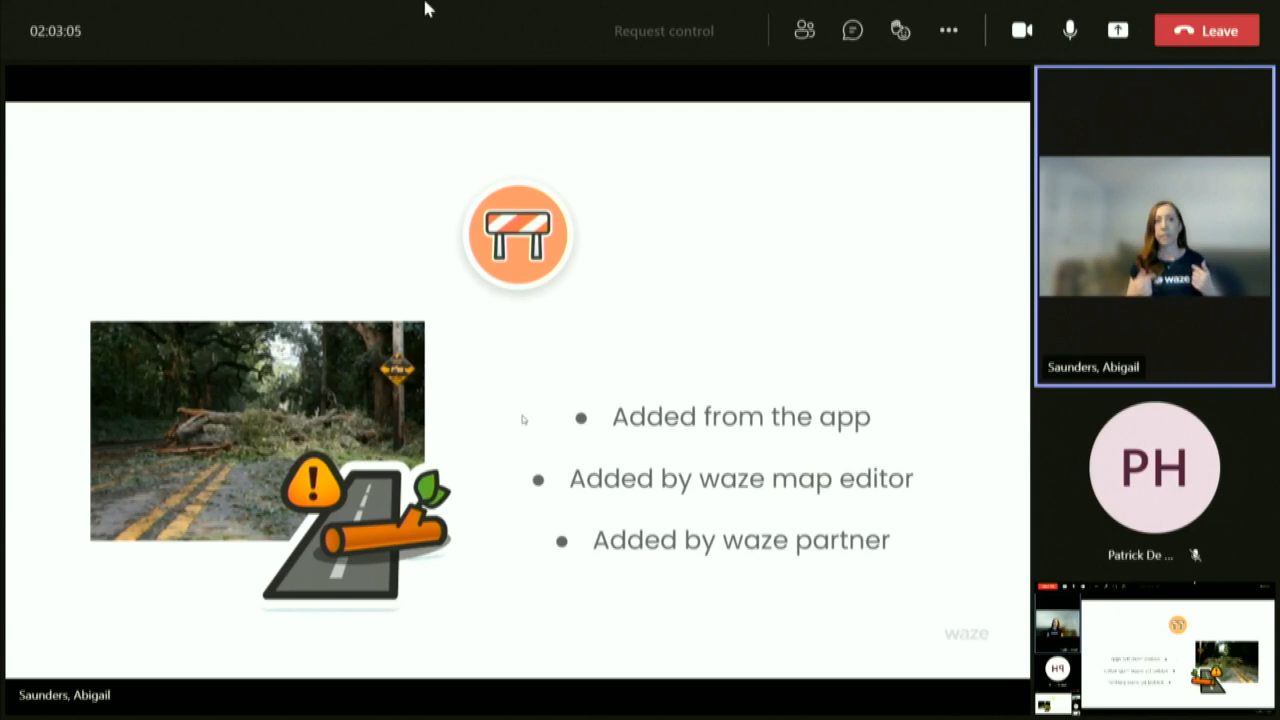 02:03:05
Request control
Leave
Added from the app
Added by waze map editor
Added by waze partner
waze
Saunders, Abigail
waze
Saunders, Abigail
PH
Patrick De ...